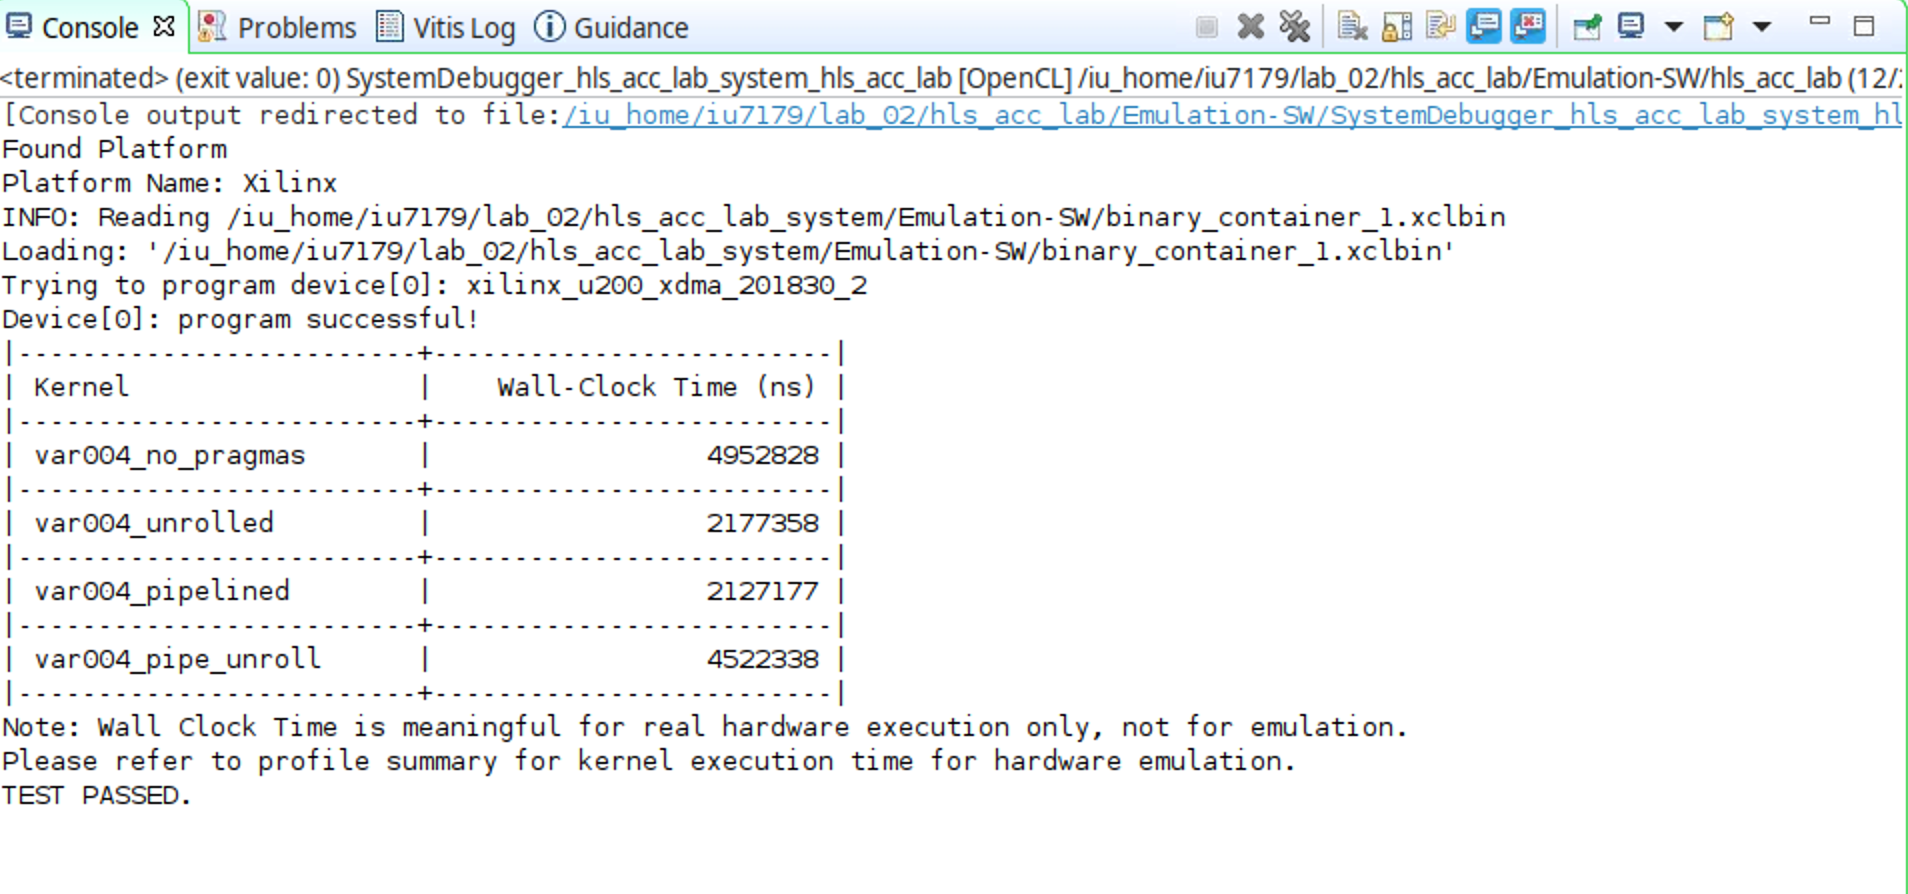 Console Problems Vitis Log Guidance
<terminated> (exit value: 0) SystemDebugger_hls_acc_lab_system_hls_acc_lab [OpenCL] /iu_home/iu7179/lab_02/hls_acc_lab/Emulation-SW/hls_acc_lab (12/
[Console output redirected to file:/iu_home/iu7179/lab_02/hls_acc_lab/Emulation-SW/SystemDebugger_hls_acc_lab_system_hl
Found Platform
Platform Name: Xilinx
INFO: Reading /iu_home/iu7179/lab_02/hls_acc_lab_system/Emulation-SW/binary_container_1.xclbin
Loading: '/iu_home/iu7179/lab_02/hls_acc_lab_system/Emulation-SW/binary_container_1.xclbin'
Trying to program device[0]: xilinx_u200_xdma_201830_2
Device[0]: program successful!
|-------------------------+-------------------------|
| Kernel                  |    Wall-Clock Time (ns) |
|-------------------------+-------------------------|
| var004_no_pragmas       |                 4952828 |
|-------------------------+-------------------------|
| var004_unrolled         |                 2177358 |
|-------------------------+-------------------------|
| var004_pipelined        |                 2127177 |
|-------------------------+-------------------------|
| var004_pipe_unroll      |                 4522338 |
|-------------------------+-------------------------|
Note: Wall Clock Time is meaningful for real hardware execution only, not for emulation.
Please refer to profile summary for kernel execution time for hardware emulation.
TEST PASSED.